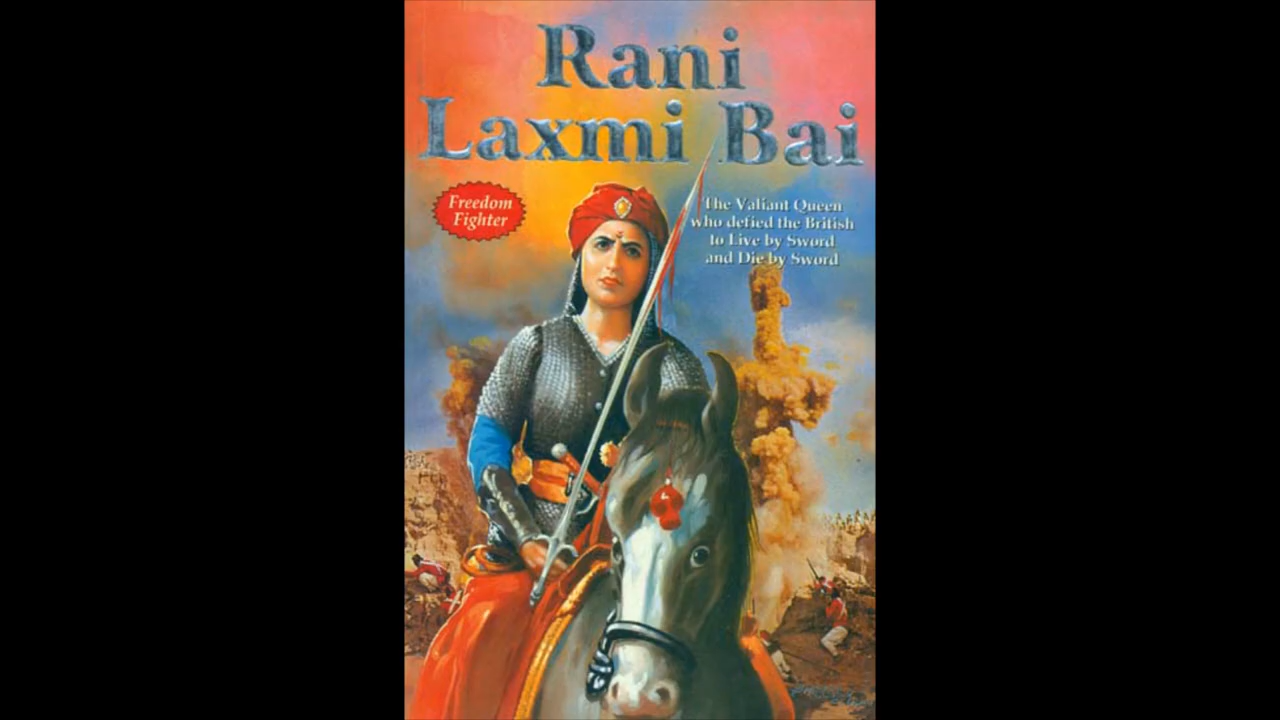 Rani
Laxmi Bai
Freedom
Fighter
The Valiant Queen
who defied the British
to Live by Sword
and Die by Sword